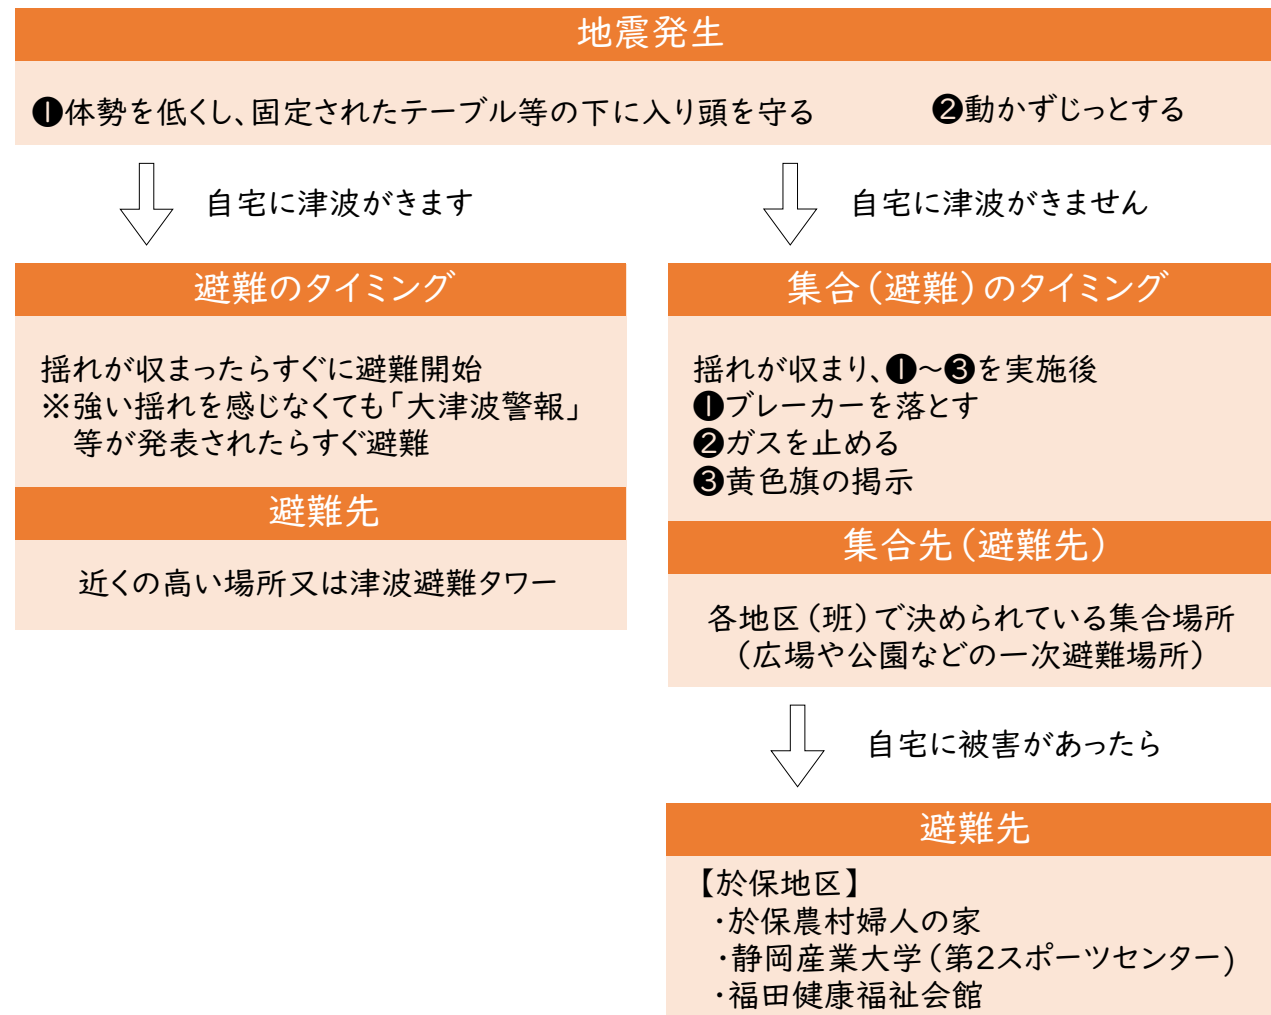 地震発生
❶体勢を低くし、固定されたテーブル等の下に入り頭を守る
❷動かずじっとする
自宅に津波がきます
避難のタイミング
揺れが収まったらすぐに避難開始
※強い揺れを感じなくても「大津波警報」
等が発表されたらすぐ避難
避難先
近くの高い場所又は津波避難タワー
自宅に津波がきません
集合(避難)のタイミング
揺れが収まり、❶～❸を実施後
❶ブレーカーを落とす
❷ガスを止める
❸黄色旗の掲示
集合先(避難先)
各地区(班)で決められている集合場所
(広場や公園などの一次避難場所)
自宅に被害があったら
避難先
【於保地区】
・於保農村婦人の家
・静岡産業大学(第2スポーツセンター)
・福田健康福祉会館